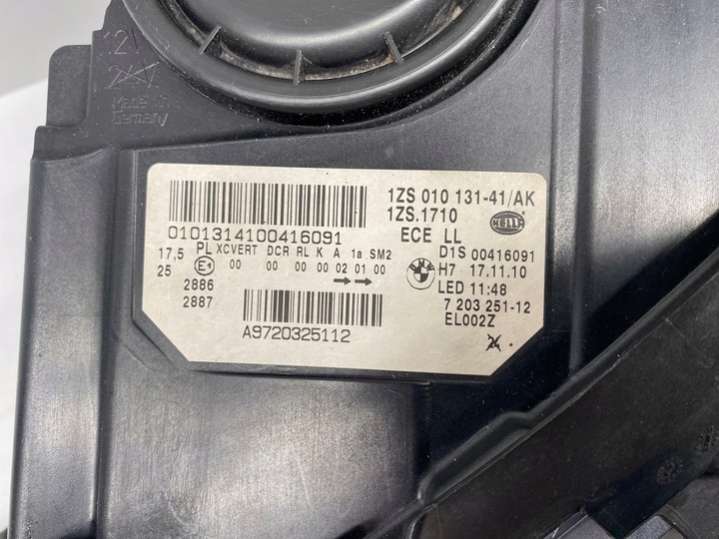 12V
Made in
Germany
1ZS 010 131-41/AK
1ZS.1710
HELLA
0101314100416091
ECE LL
17,5 PL XCVERT DCR RL K A 1a SM2
D1S 00416091
25 E1 00 00 00 00 02 01 00
H7 17.11.10
→→
LED 11:48
2886
2887
7 203 251-12
EL002Z
A9720325112